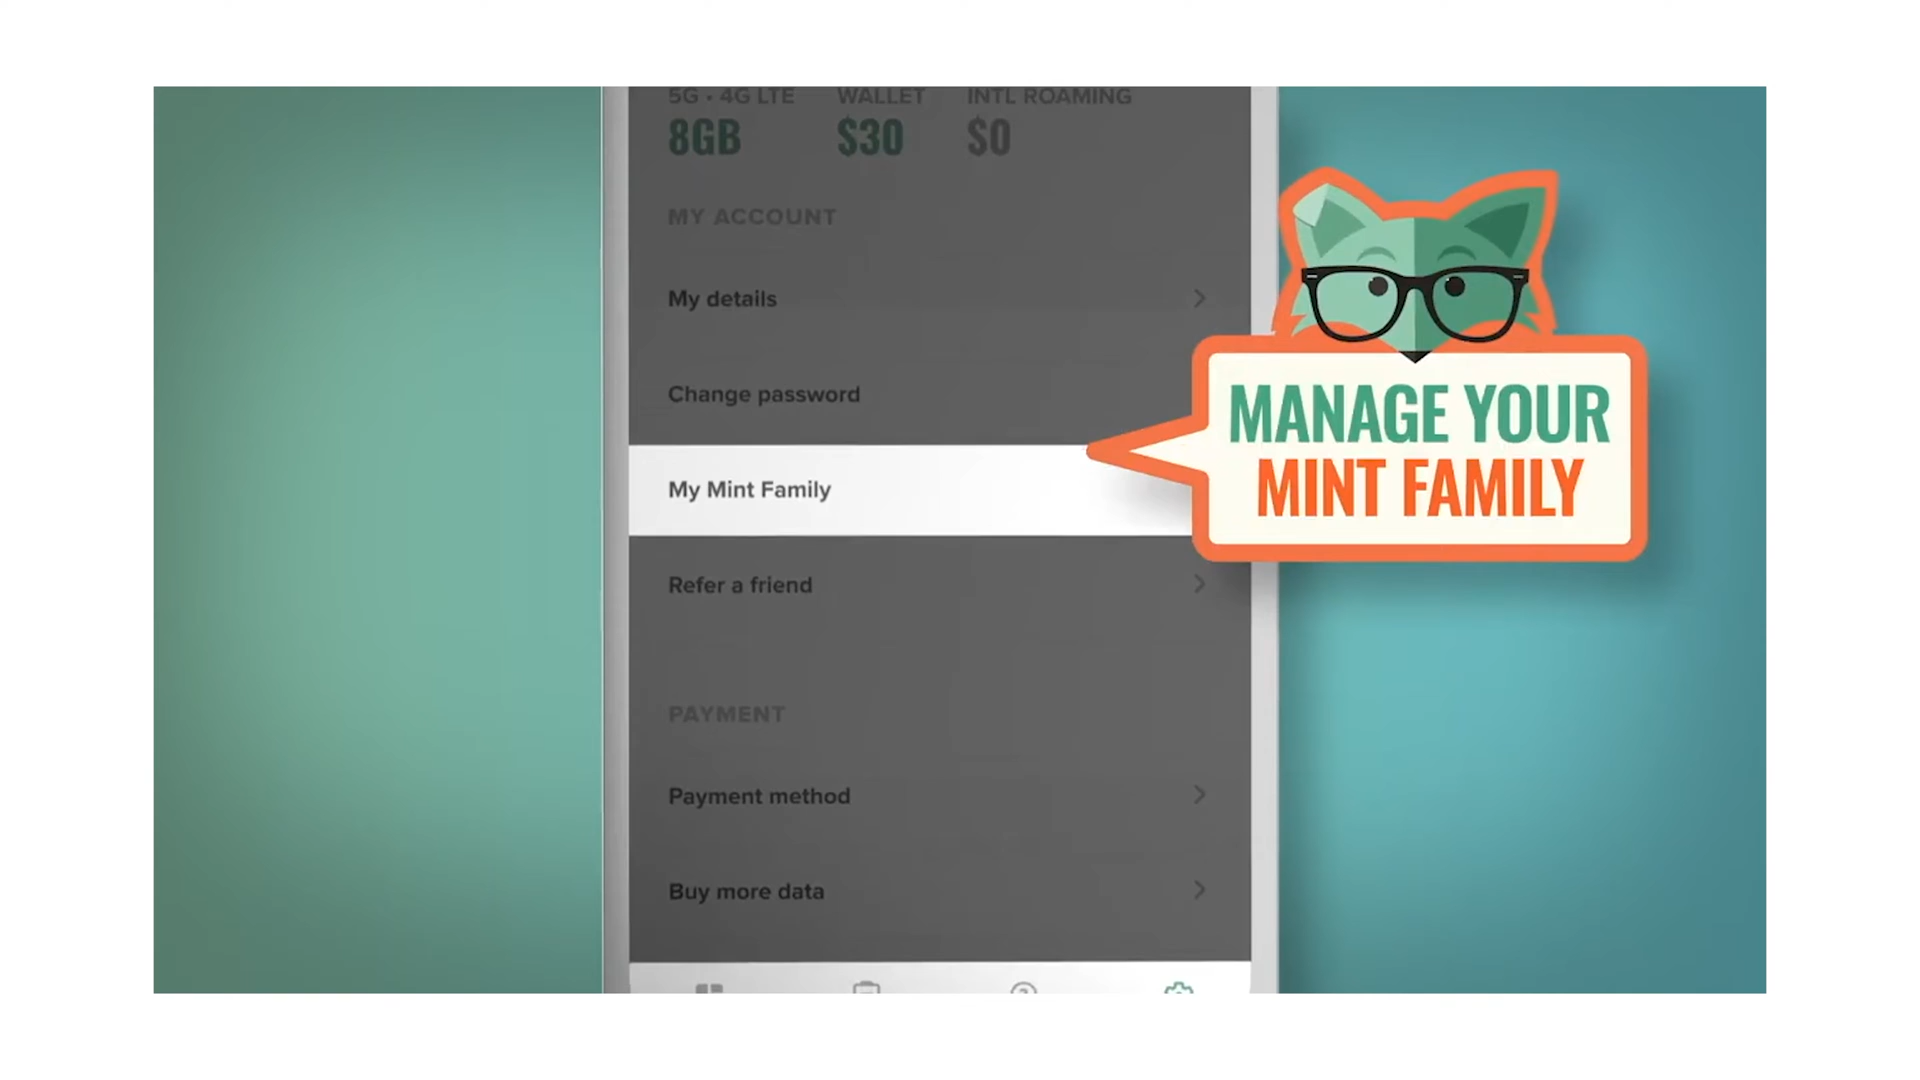 5G • 4G LTE WALLET INTL ROAMING
8GB $30 $0
MY ACCOUNT
My details
Change password
My Mint Family
Refer a friend
PAYMENT
Payment method
Buy more data
MANAGE YOUR
MINT FAMILY